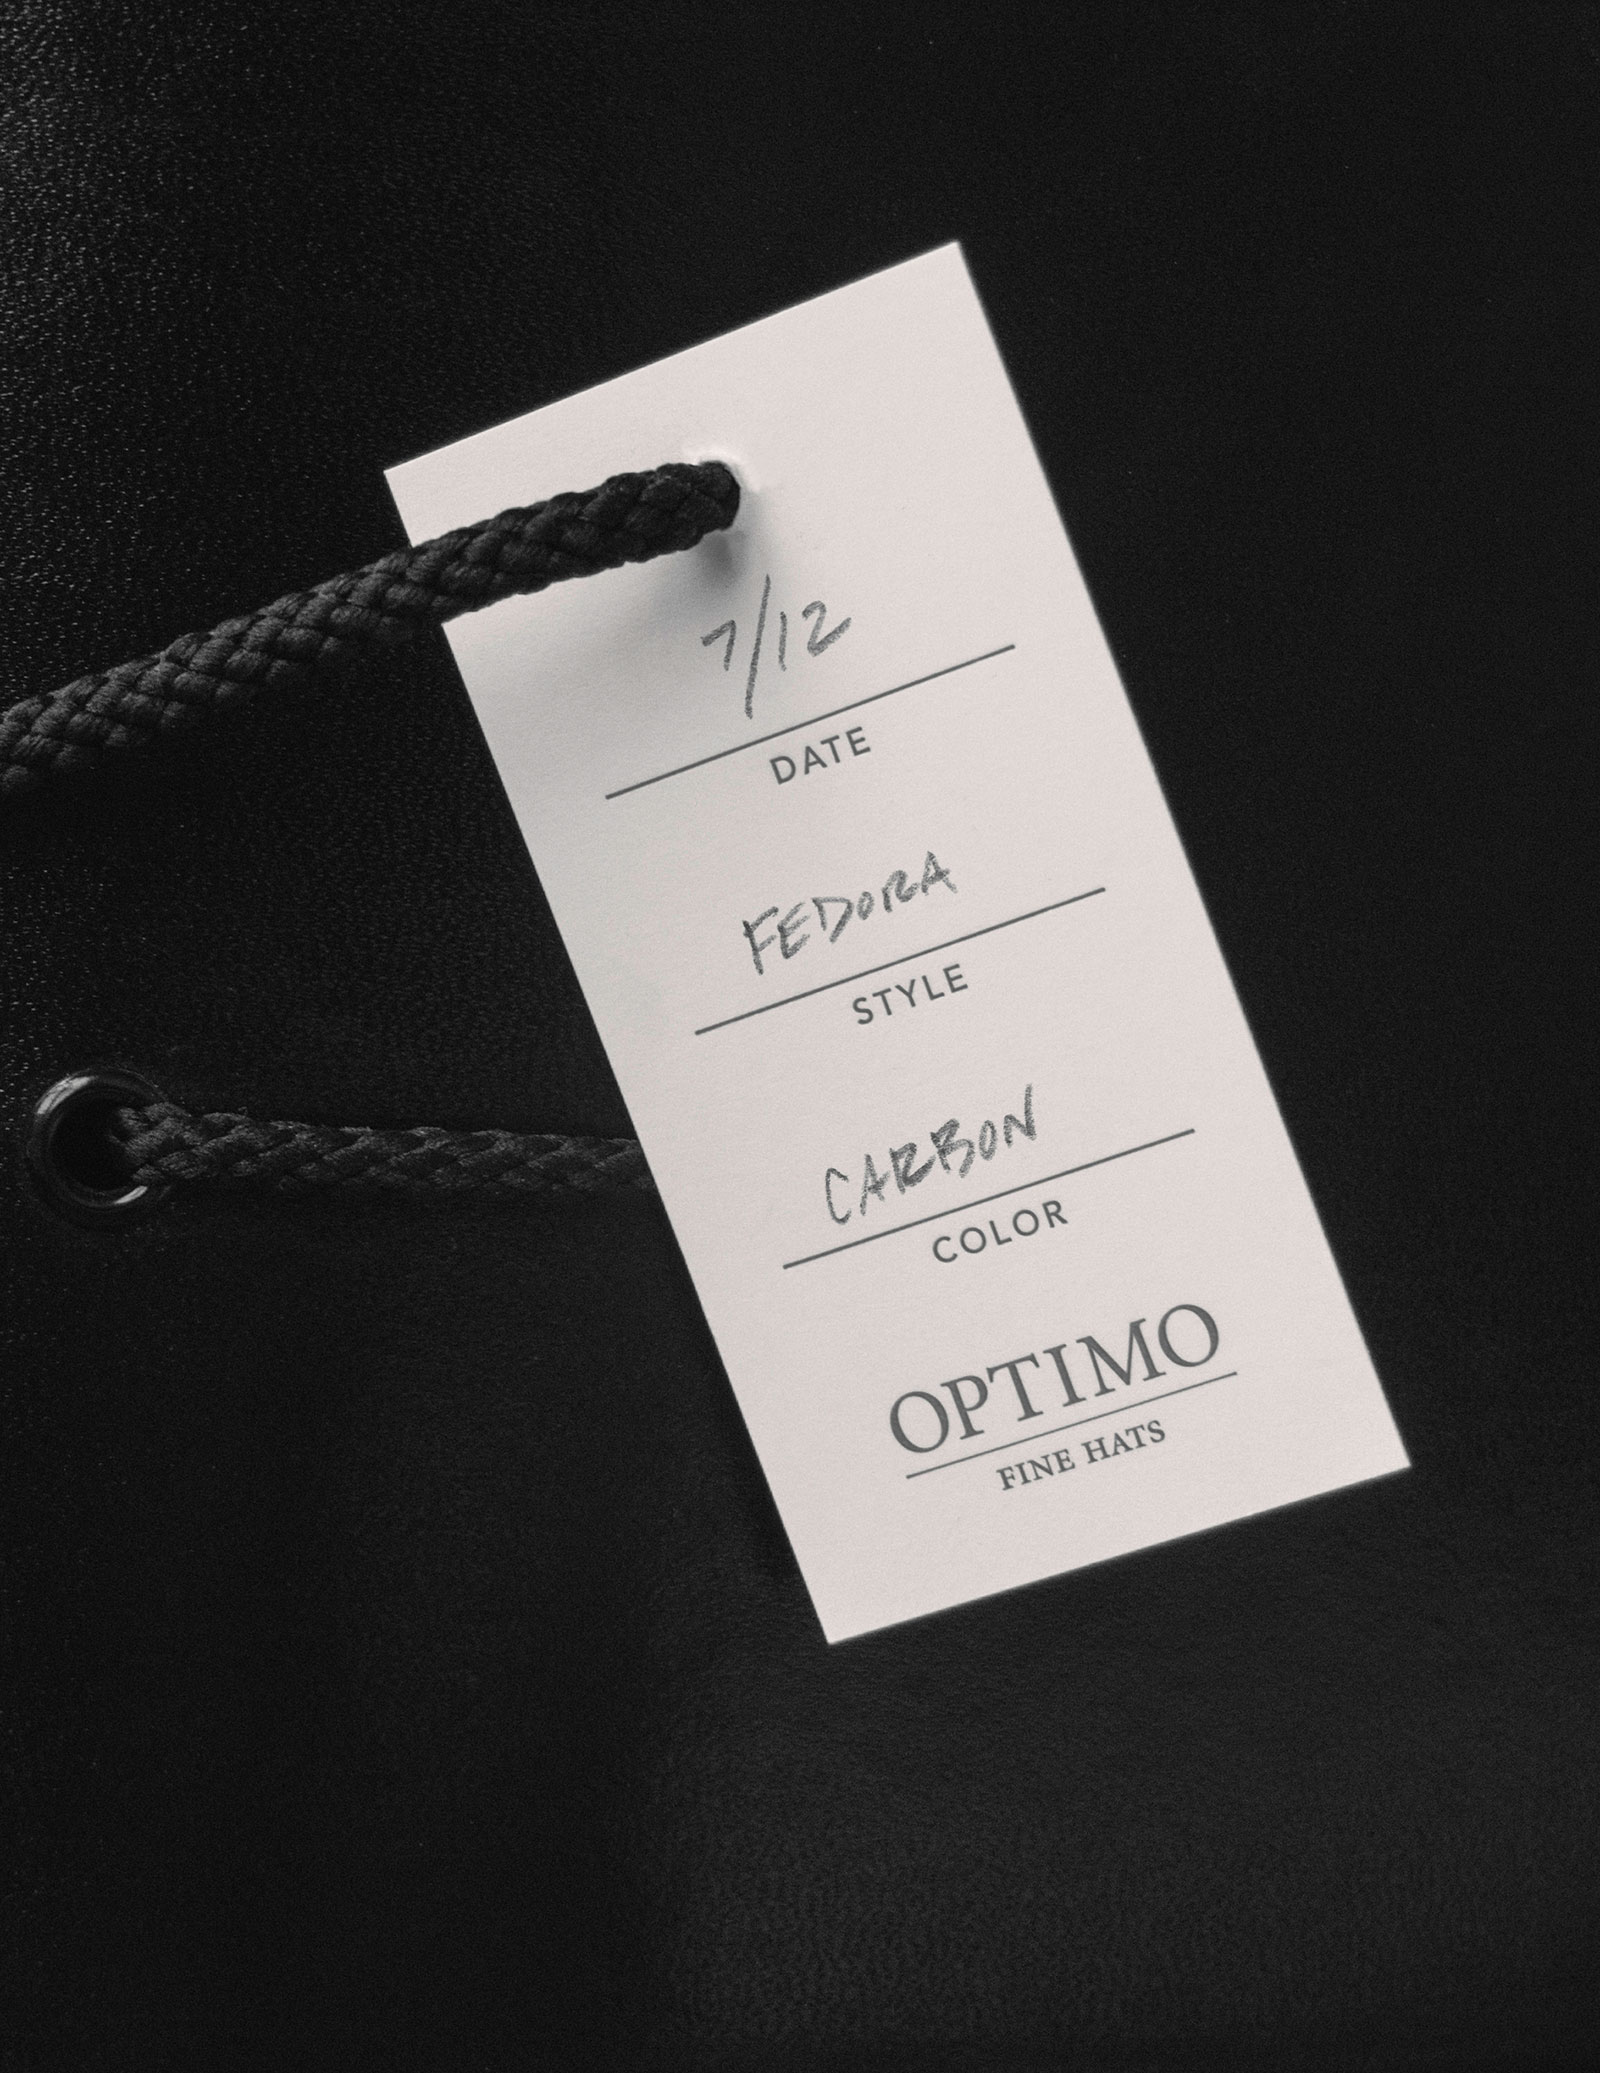 7/12
DATE
FEDORA
STYLE
CARBON
COLOR
OPTIMO
FINE HATS